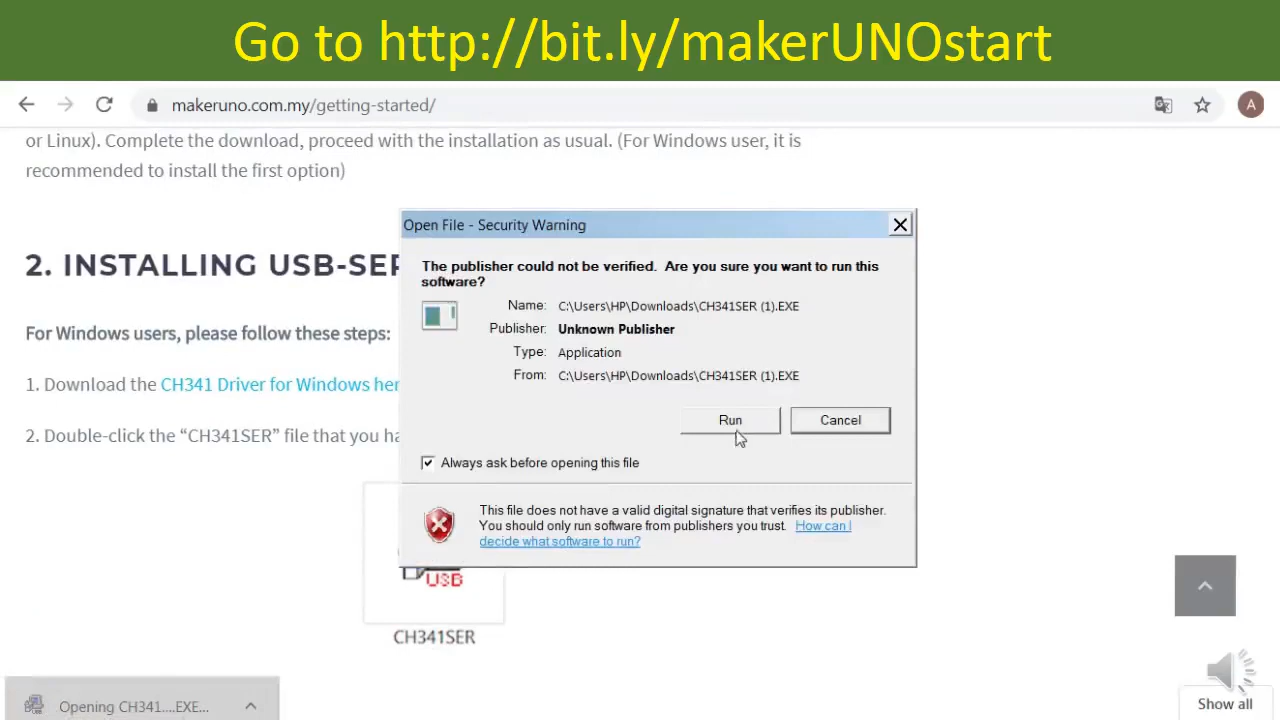 Go to http://bit.ly/makerUNOstart
makeruno.com.my/getting-started/
A
or Linux). Complete the download, proceed with the installation as usual. (For Windows user, it is
recommended to install the first option)
2. INSTALLING USB-SER
For Windows users, please follow these steps:
1. Download the CH341 Driver for Windows her
2. Double-click the “CH341SER” file that you ha
Open File - Security Warning
The publisher could not be verified. Are you sure you want to run this
software?
Name: C:\Users\HP\Downloads\CH341SER (1).EXE
Publisher: Unknown Publisher
Type: Application
From: C:\Users\HP\Downloads\CH341SER (1).EXE
Run
Cancel
Always ask before opening this file
This file does not have a valid digital signature that verifies its publisher.
You should only run software from publishers you trust. How can I
decide what software to run?
USB
CH341SER
Opening CH341....EXE...
Show all